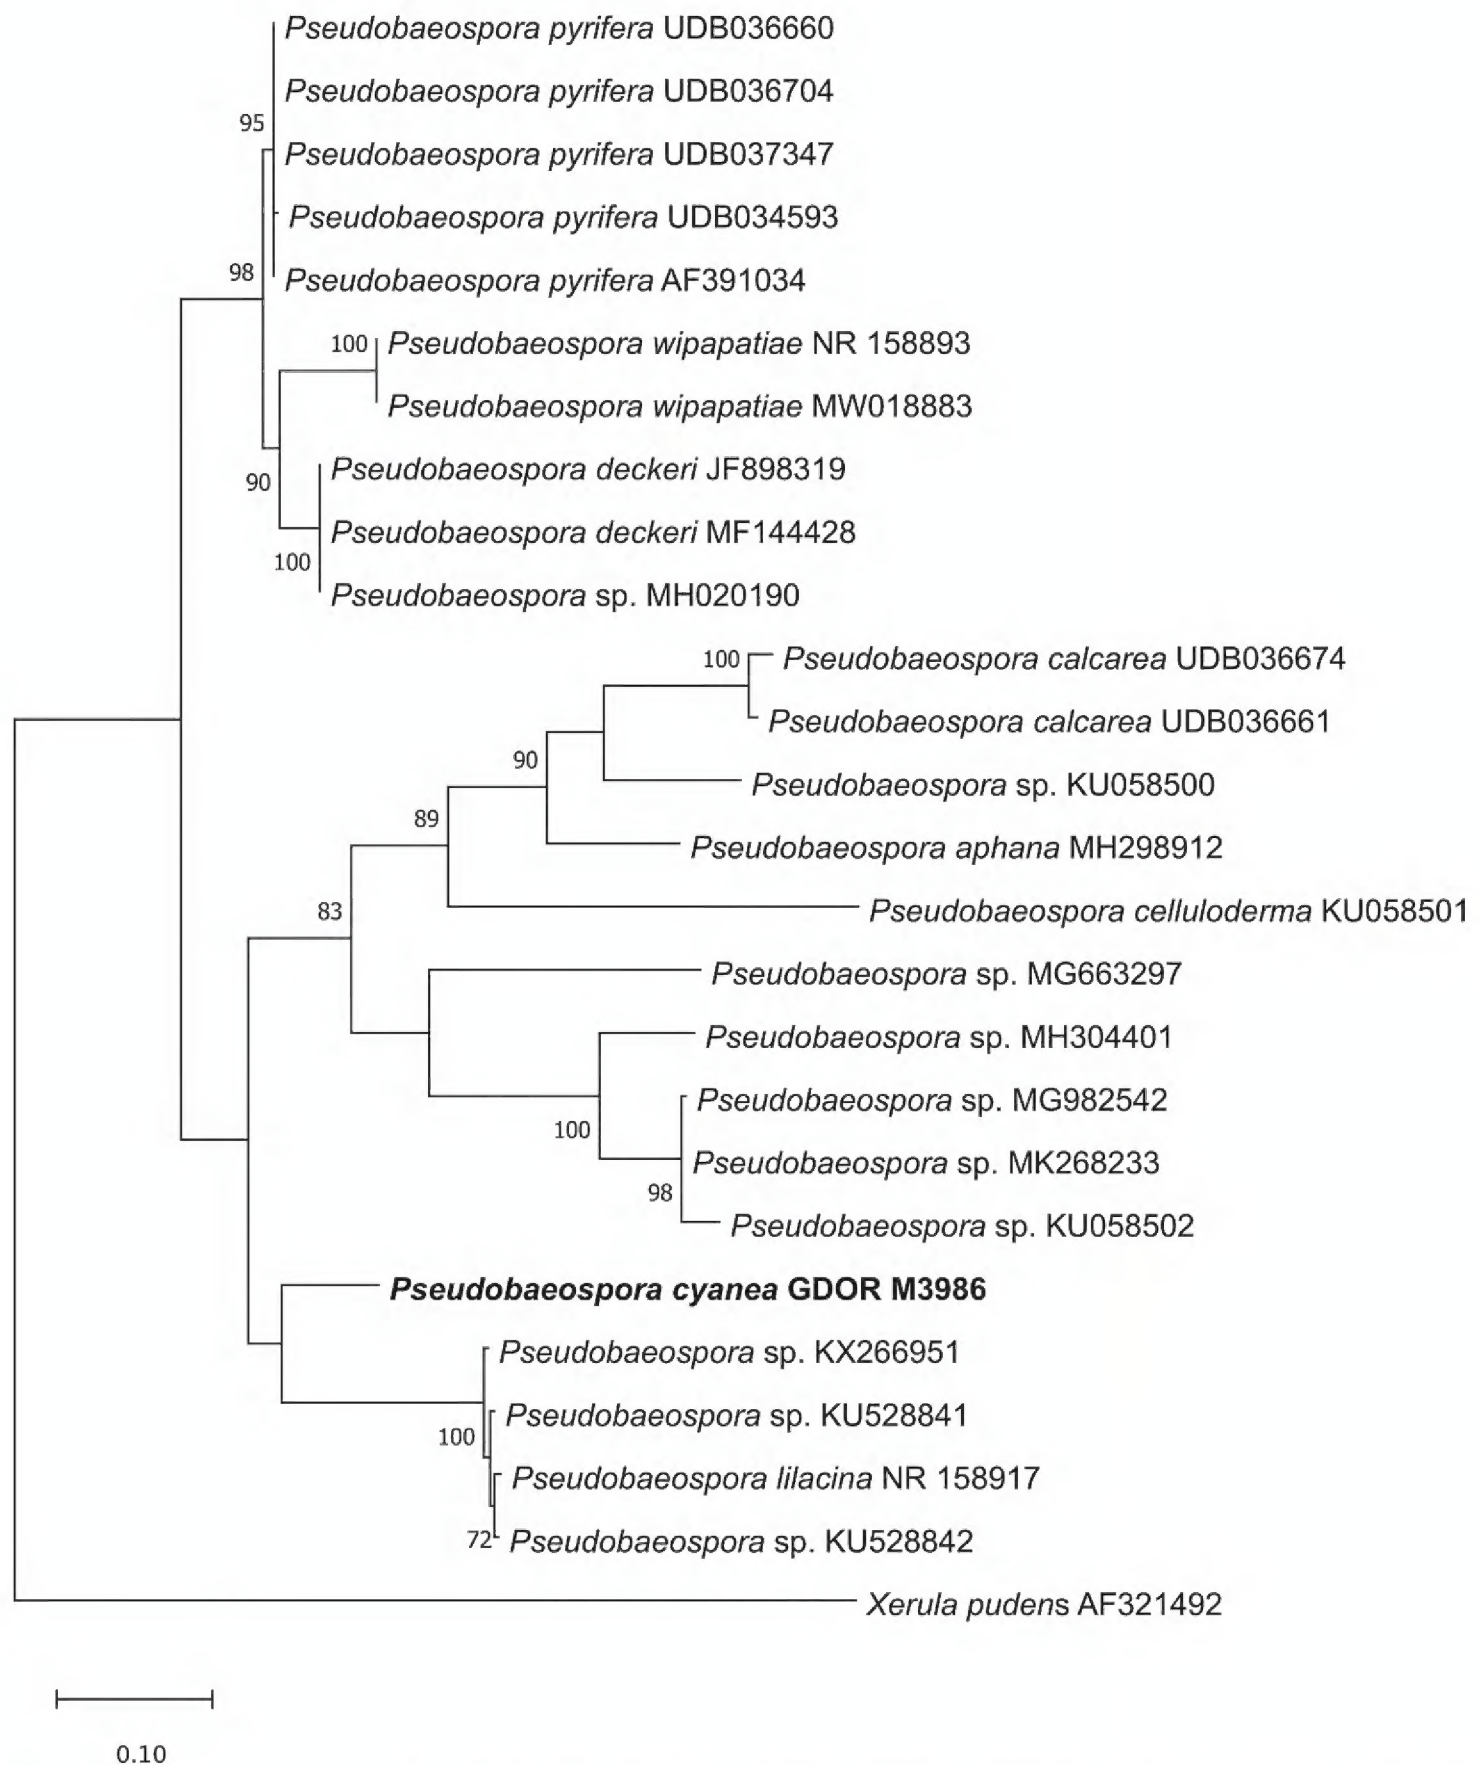 Pseudobaeospora pyrifera UDB036660
Pseudobaeospora pyrifera UDB036704
95
Pseudobaeospora pyrifera UDB037347
Pseudobaeospora pyrifera UDB034593
98
Pseudobaeospora pyrifera AF391034
100
Pseudobaeospora wipapatiae NR 158893
Pseudobaeospora wipapatiae MW018883
Pseudobaeospora deckeri JF898319
90
Pseudobaeospora deckeri MF144428
100
Pseudobaeospora sp. MH020190
100
Pseudobaeospora calcarea UDB036674
Pseudobaeospora calcarea UDB036661
90
Pseudobaeospora sp. KU058500
89
Pseudobaeospora aphana MH298912
83
Pseudobaeospora celluloderma KU058501
Pseudobaeospora sp. MG663297
Pseudobaeospora sp. MH304401
Pseudobaeospora sp. MG982542
100
Pseudobaeospora sp. MK268233
98
Pseudobaeospora sp. KU058502
Pseudobaeospora cyanea GDOR M3986
Pseudobaeospora sp. KX266951
Pseudobaeospora sp. KU528841
100
Pseudobaeospora lilacina NR 158917
72
Pseudobaeospora sp. KU528842
Xerula pudens AF321492
0.10